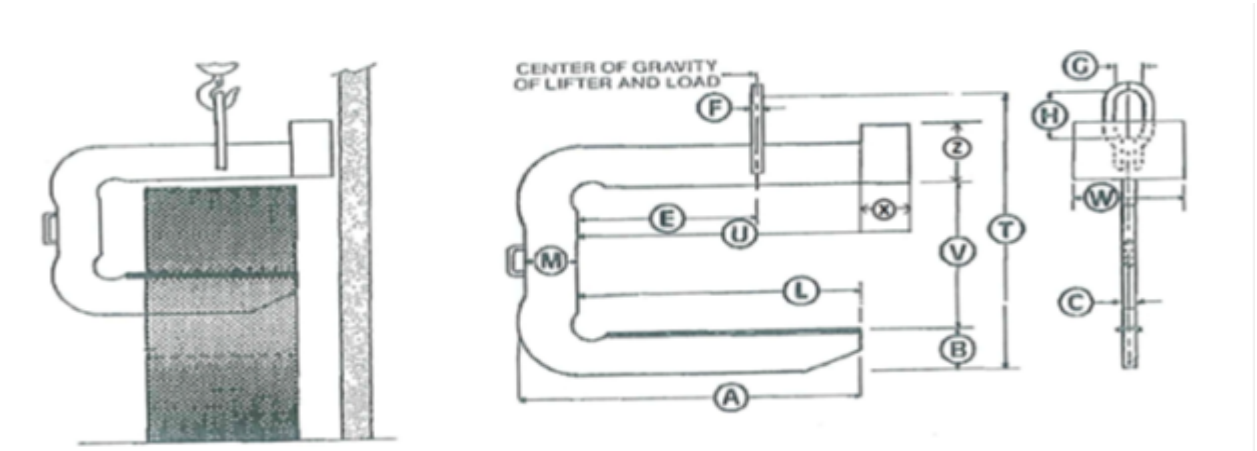 CENTER OF GRAVITY
OF LIFTER AND LOAD
F
G
H
Z
W
E
X
U
V
T
M
L
C
B
A